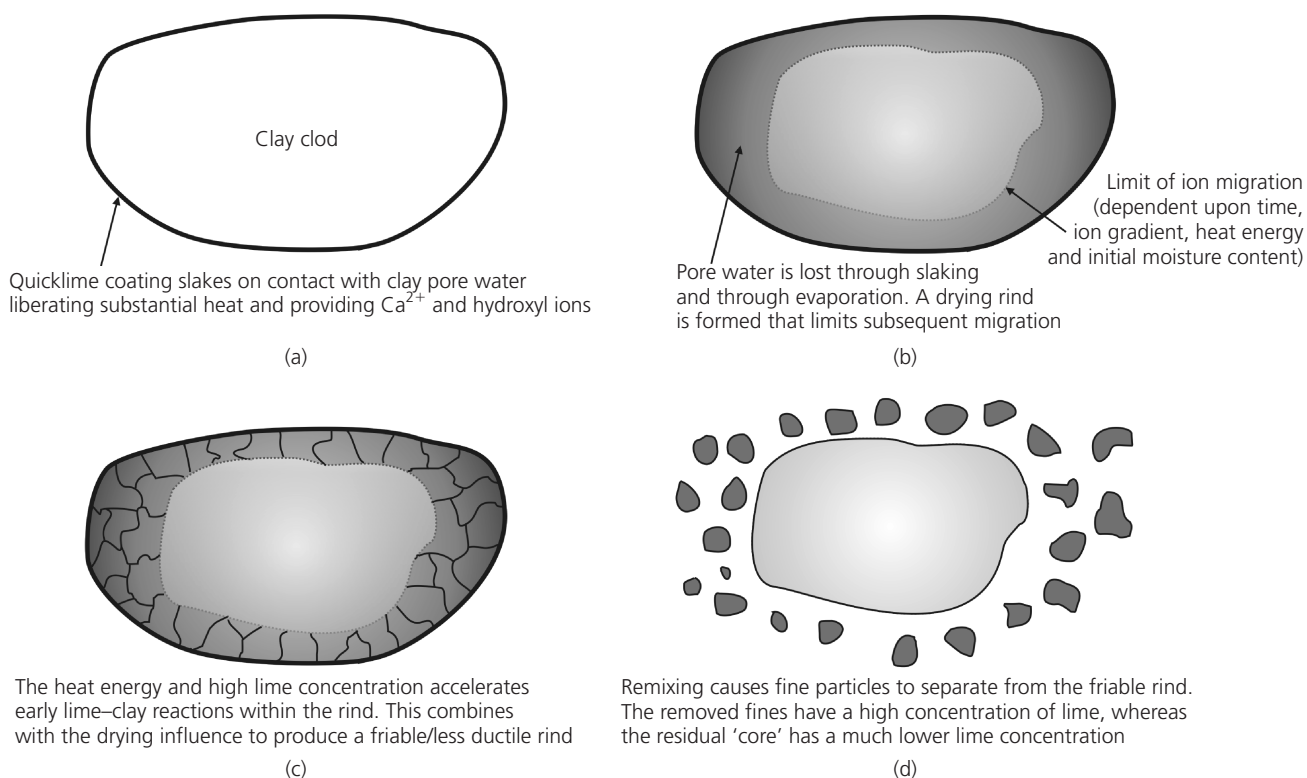 Clay clod
Quicklime coating slakes on contact with clay pore water
liberating substantial heat and providing Ca²⁺ and hydroxyl ions
(a)
Limit of ion migration
(dependent upon time,
ion gradient, heat energy
and initial moisture content)
Pore water is lost through slaking
and through evaporation. A drying rind
is formed that limits subsequent migration
(b)
The heat energy and high lime concentration accelerates
early lime–clay reactions within the rind. This combines
with the drying influence to produce a friable/less ductile rind
(c)
Remixing causes fine particles to separate from the friable rind.
The removed fines have a high concentration of lime, whereas
the residual ‘core’ has a much lower lime concentration
(d)